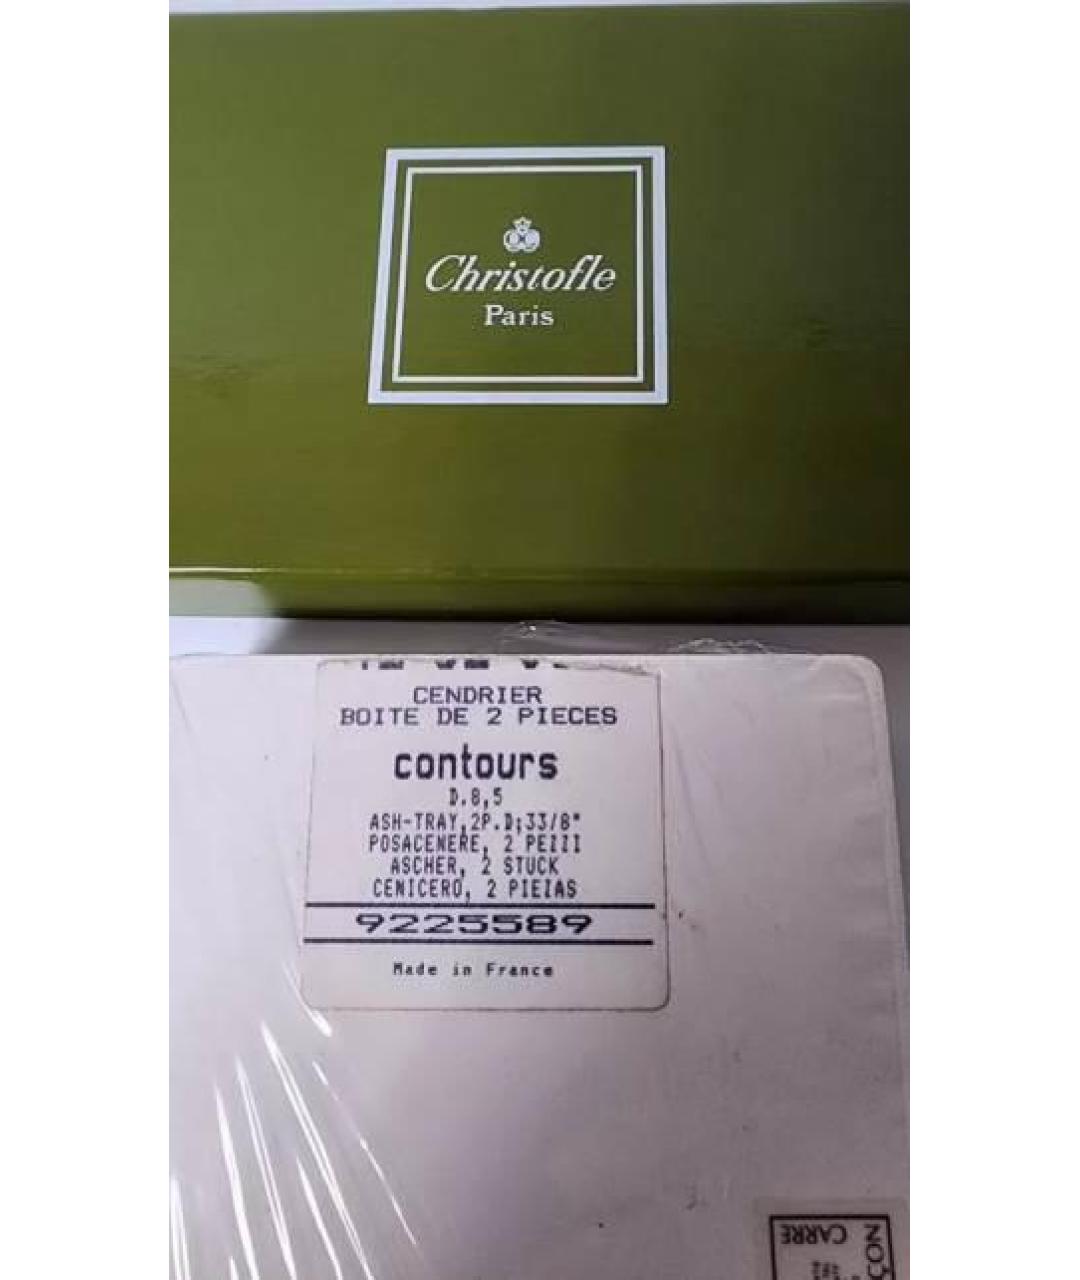 Christofle
Paris
CENDRIER
BOITE DE 2 PIECES
contours
D.8,5
ASH-TRAY,2P.D;33/8"
POSACENERE, 2 PEZZI
ASCHER, 2 STUCK
CENICERO, 2 PIEZAS
9225589
Made in France
CARRE